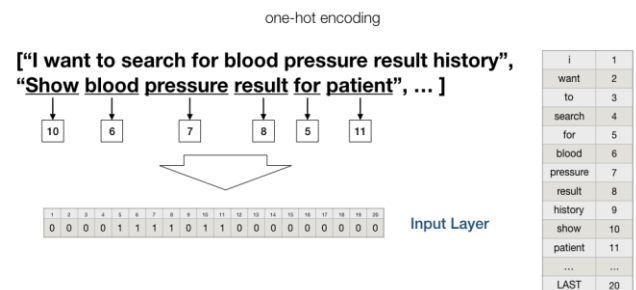 one-hot encoding
["I want to search for blood pressure result history",
"Show blood pressure result for patient", ... ]
10 6 7 8 5 11
1 2 3 4 5 6 7 8 9 10 11 12 13 14 15 16 17 18 19 20
0 0 0 0 1 1 1 1 0 1 1 0 0 0 0 0 0 0 0 0
Input Layer
i 1
want 2
to 3
search 4
for 5
blood 6
pressure 7
result 8
history 9
show 10
patient 11
... ...
LAST 20